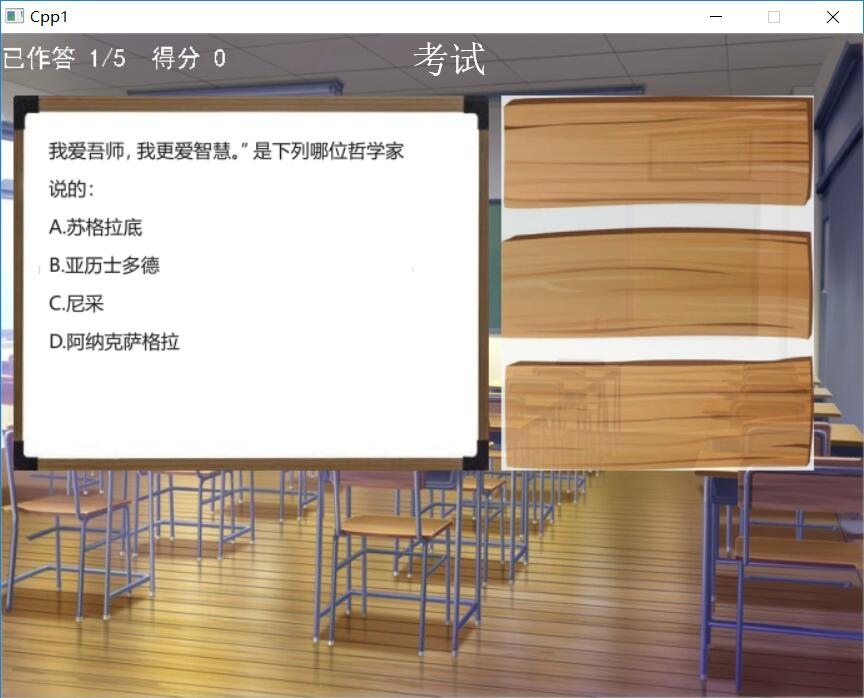 Cpp1
已作答 1/5 得分 0
考试
我爱吾师，我更爱智慧。”是下列哪位哲学家
说的：
A.苏格拉底
B.亚历士多德
C.尼采
D.阿纳克萨格拉